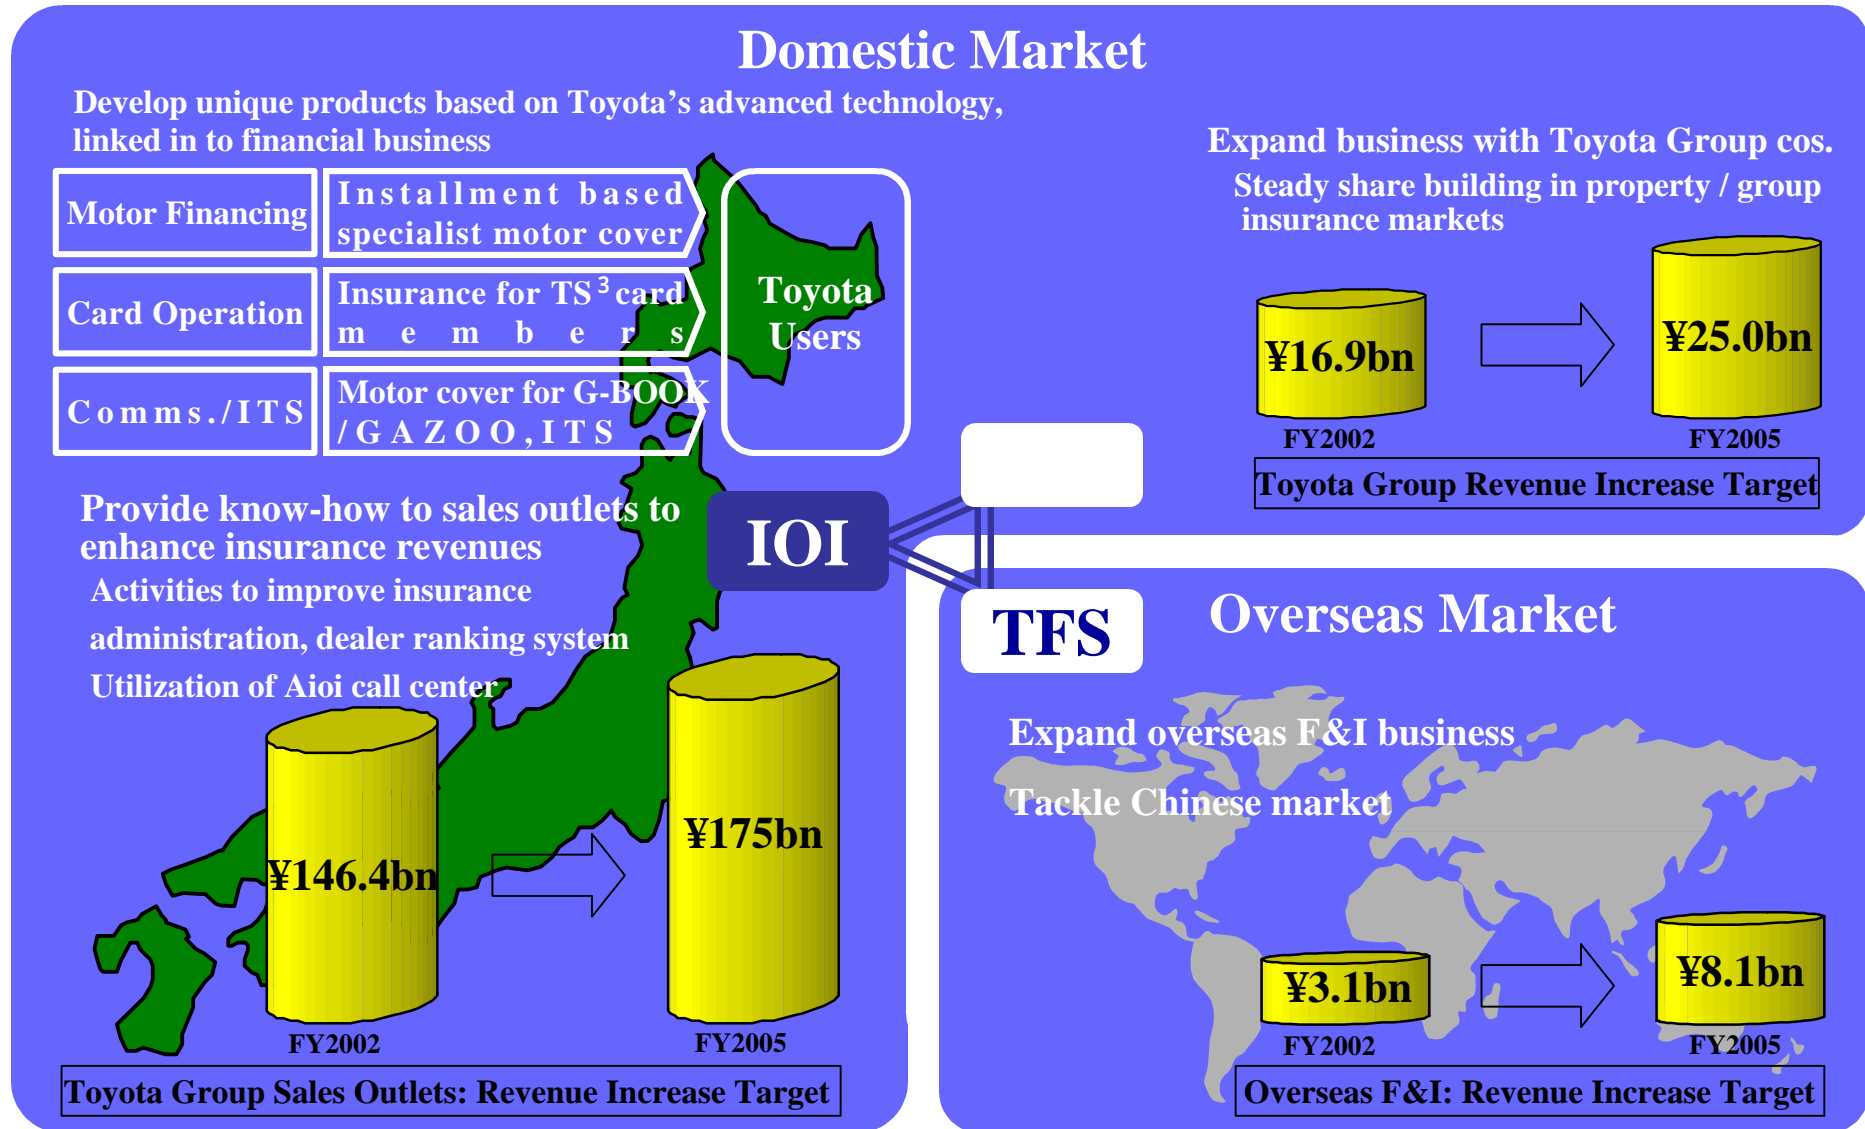 Domestic Market
Develop unique products based on Toyota's advanced technology,
linked in to financial business
Motor Financing
Installment based
specialist motor cover
Card Operation
Insurance for TS³ card
members
Comms./ITS
Motor cover for G-BOOK
/GAZOO,ITS
Toyota
Users
Expand business with Toyota Group cos.
Steady share building in property / group
insurance markets
¥16.9bn
¥25.0bn
FY2002
FY2005
Toyota Group Revenue Increase Target
Provide know-how to sales outlets to
enhance insurance revenues
Activities to improve insurance
administration, dealer ranking system
Utilization of Aioi call center
¥146.4bn
¥175bn
FY2002
FY2005
Toyota Group Sales Outlets: Revenue Increase Target
IOI
TFS
Overseas Market
Expand overseas F&I business
Tackle Chinese market
¥3.1bn
¥8.1bn
FY2002
FY2005
Overseas F&I: Revenue Increase Target